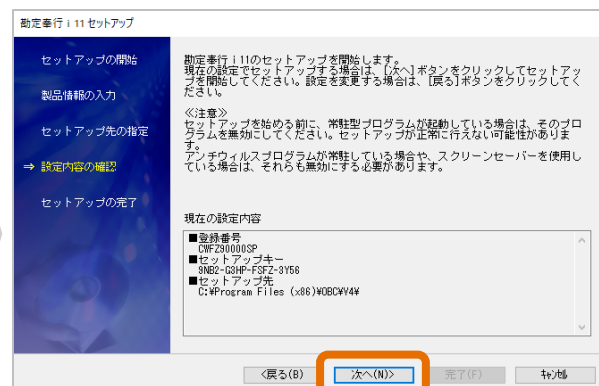 勘定奉行 i 11 セットアップ
セットアップの開始
製品情報の入力
セットアップ先の指定
⇒ 設定内容の確認
セットアップの完了
勘定奉行 i 11のセットアップを開始します。
現在の設定でセットアップする場合は、[次へ]ボタンをクリックしてセットアッ
プを開始してください。設定を変更する場合は、[戻る]ボタンをクリックしてく
ださい。
≪注意≫
セットアップを始める前に、常駐型プログラムが起動している場合は、そのプロ
グラムを無効にしてください。セットアップが正常に行えない可能性がありま
す。
アンチウィルスプログラムが常駐している場合や、スクリーンセーバーを使用し
ている場合は、それらも無効にする必要があります。
現在の設定内容
■登録番号
CWFZ90000SP
■セットアップキー
9NB2-G3HP-FSFZ-3Y56
■セットアップ先
C:¥Program Files (x86)¥OBC¥V4¥
<戻る(B)
次へ(N)>
完了(F)
キャンセル